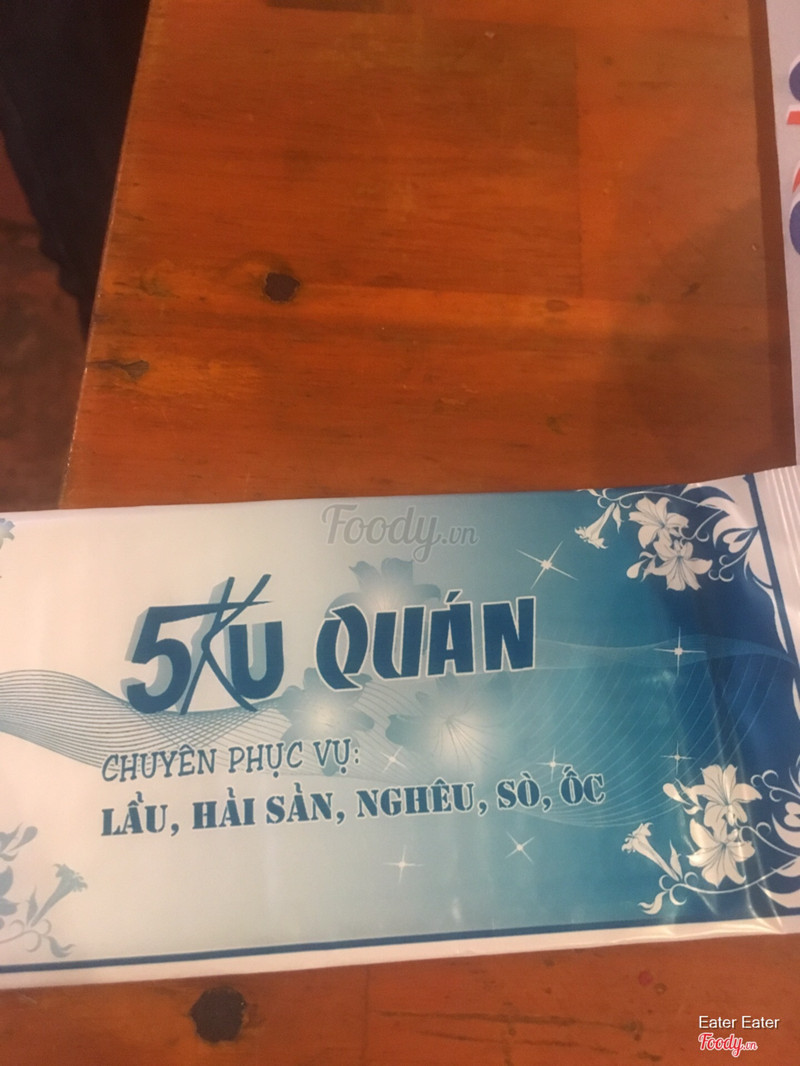 Foody.vn
5KU QUÁN
CHUYÊN PHỤC VỤ:
LẨU, HẢI SẢN, NGHÊU, SÒ, ỐC
Eater Eater
Foody.vn